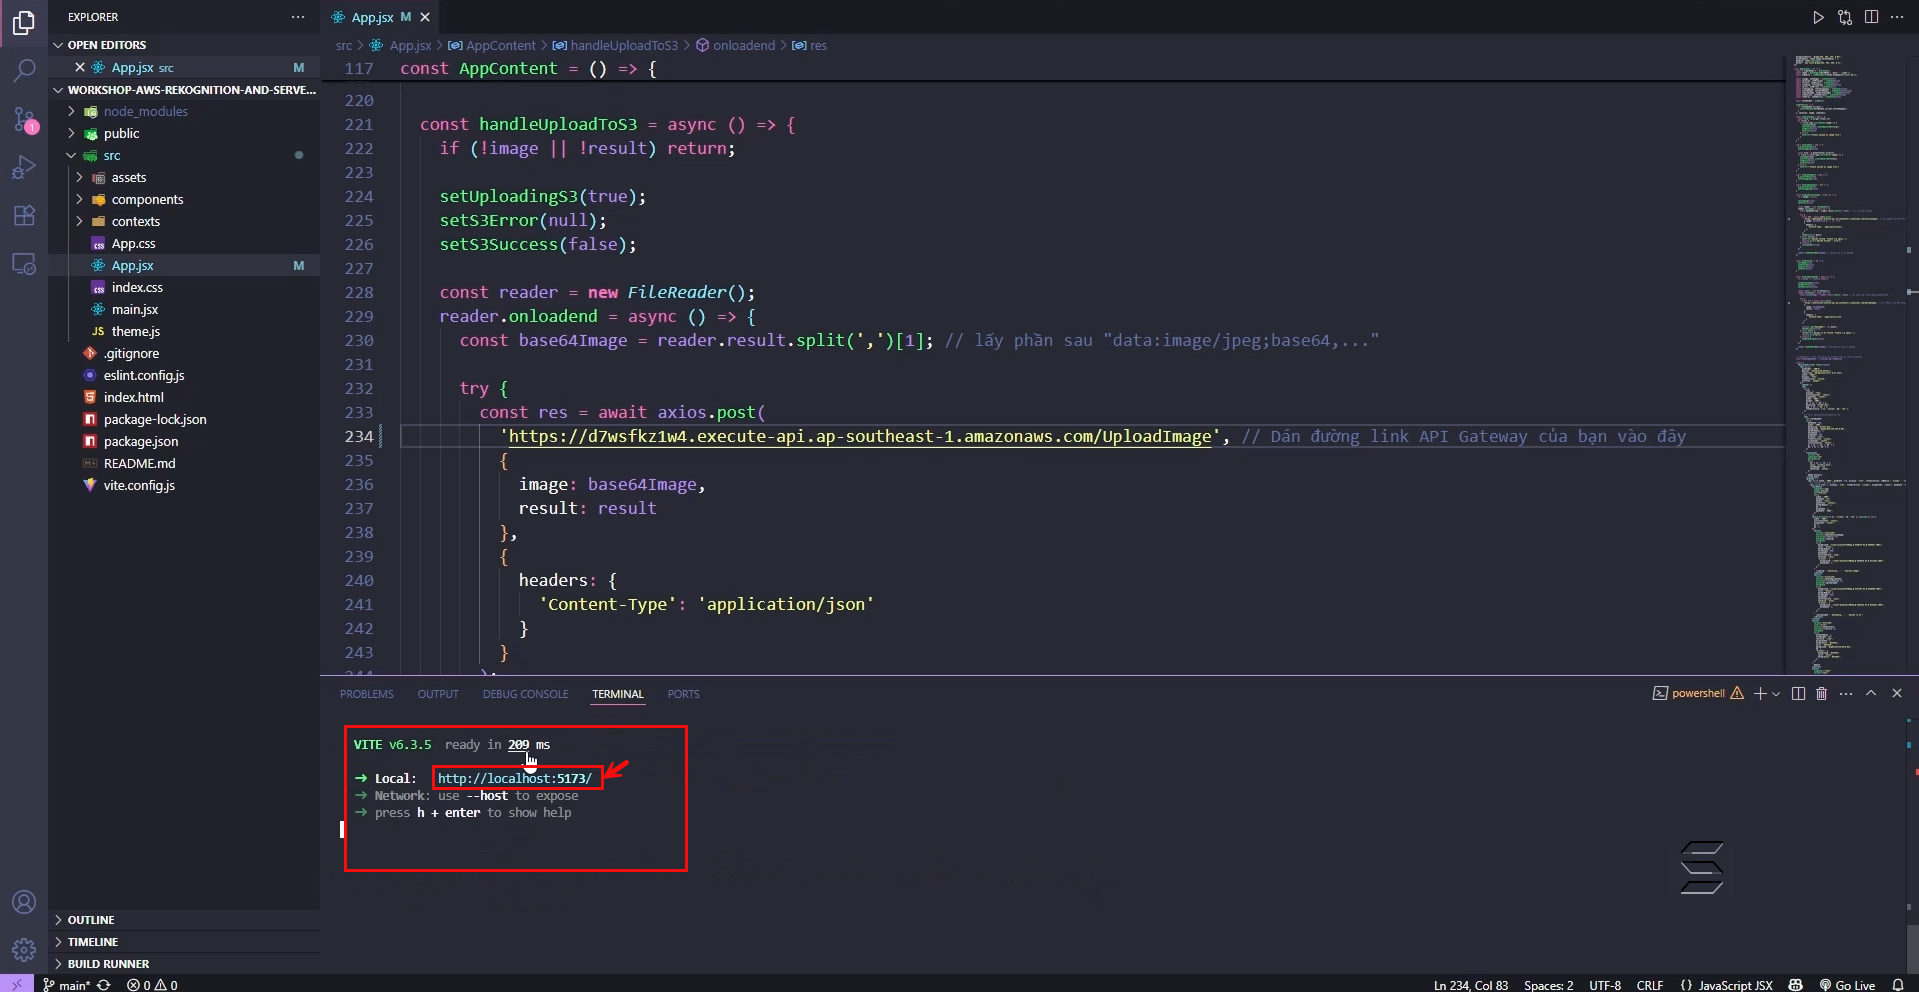 EXPLORER
App.jsx M
OPEN EDITORS
App.jsx src M
WORKSHOP-AWS-REKOGNITION-AND-SERVE...
node_modules
public
src
assets
components
contexts
App.css
App.jsx M
index.css
main.jsx
JS theme.js
.gitignore
eslint.config.js
index.html
package-lock.json
package.json
README.md
vite.config.js
OUTLINE
TIMELINE
BUILD RUNNER
1
src > App.jsx > AppContent > handleUploadToS3 > onloadend > res
117 const AppContent = () => {
220
221 const handleUploadToS3 = async () => {
222 if (!image || !result) return;
223
224 setUploadingS3(true);
225 setS3Error(null);
226 setS3Success(false);
227
228 const reader = new FileReader();
229 reader.onloadend = async () => {
230 const base64Image = reader.result.split(',')[1]; // lấy phần sau "data:image/jpeg;base64,..."
231
232 try {
233 const res = await axios.post(
234 'https://d7wsfkz1w4.execute-api.ap-southeast-1.amazonaws.com/UploadImage', // Dán đường link API Gateway của bạn vào đây
235 {
236 image: base64Image,
237 result: result
238 },
239 {
240 headers: {
241 'Content-Type': 'application/json'
242 }
243 }
244 );
PROBLEMS OUTPUT DEBUG CONSOLE TERMINAL PORTS
powershell
VITE v6.3.5 ready in 209 ms
➜ Local: http://localhost:5173/
➜ Network: use --host to expose
➜ press h + enter to show help
main* 0 0
Ln 234, Col 83 Spaces: 2 UTF-8 CRLF {} JavaScript JSX Go Live